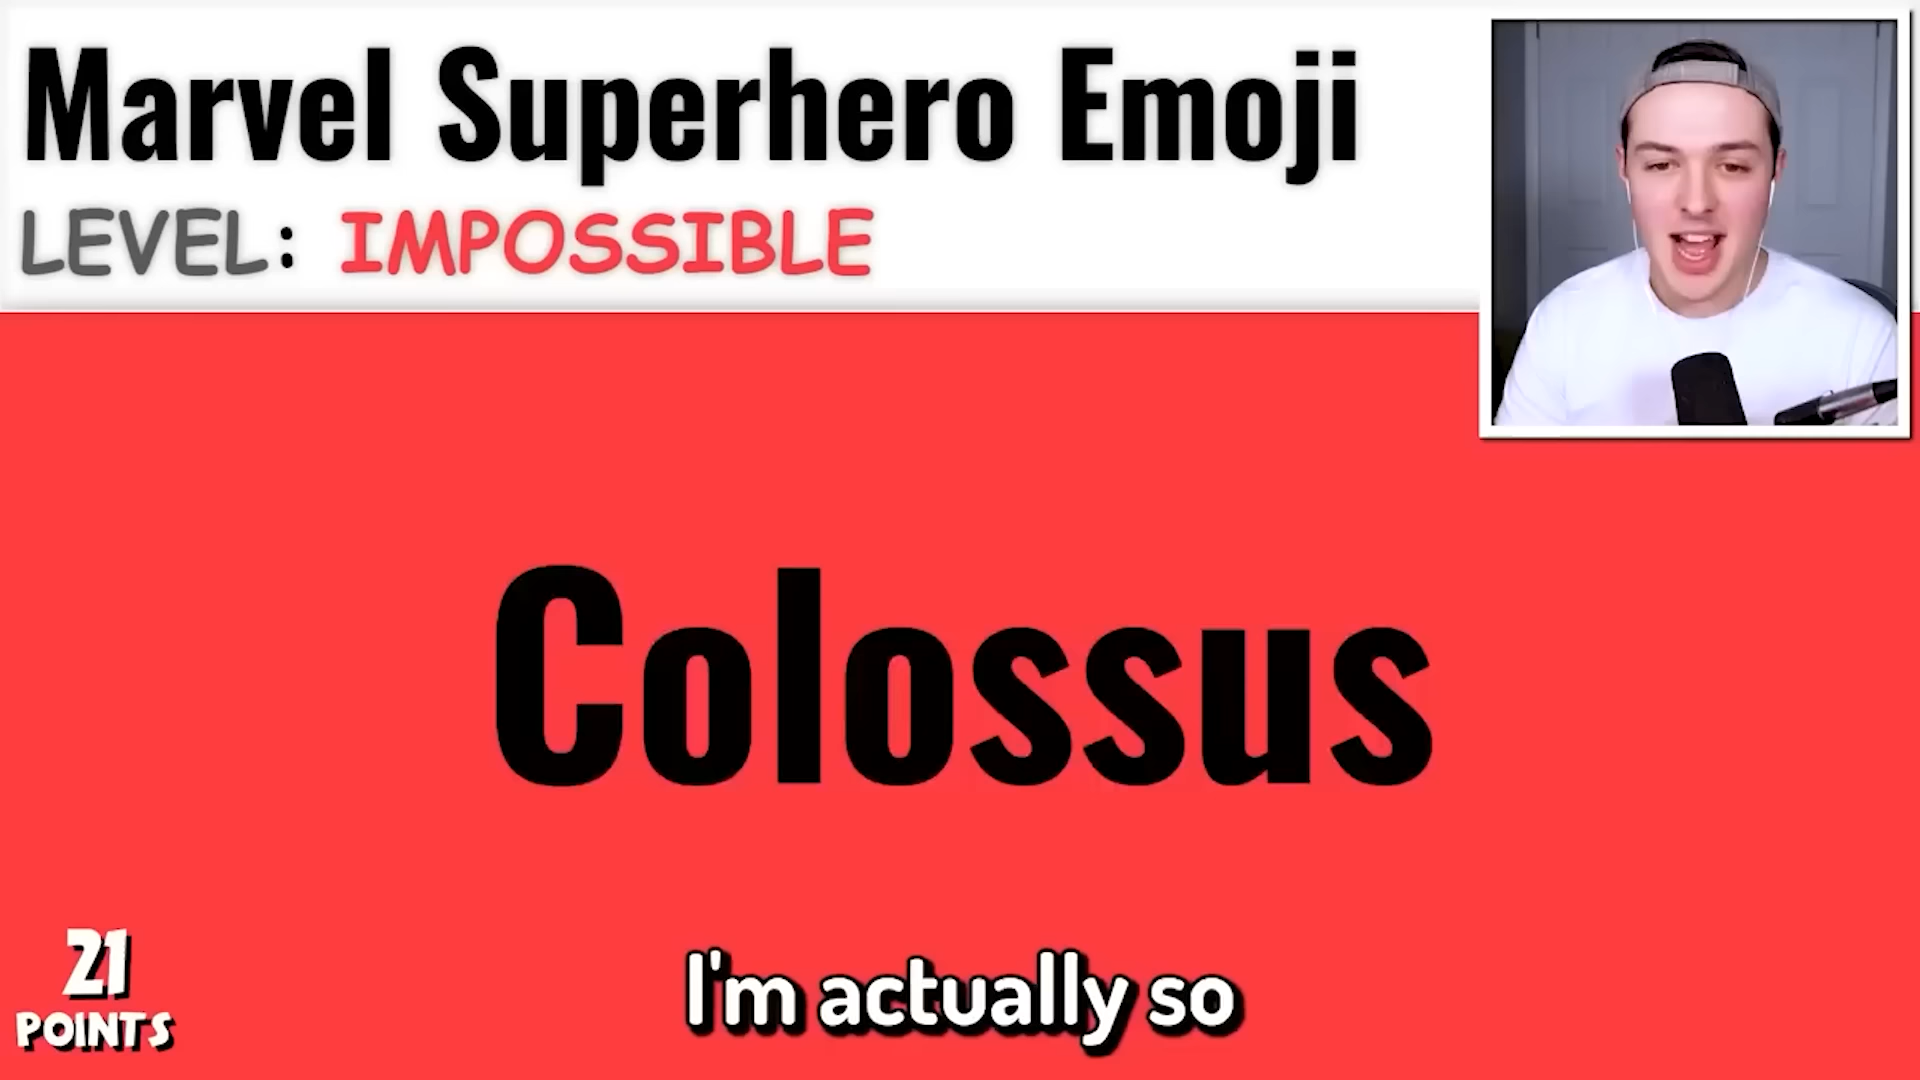 Marvel Superhero Emoji
LEVEL: IMPOSSIBLE
Colossus
21
POINTS
I'm actually so